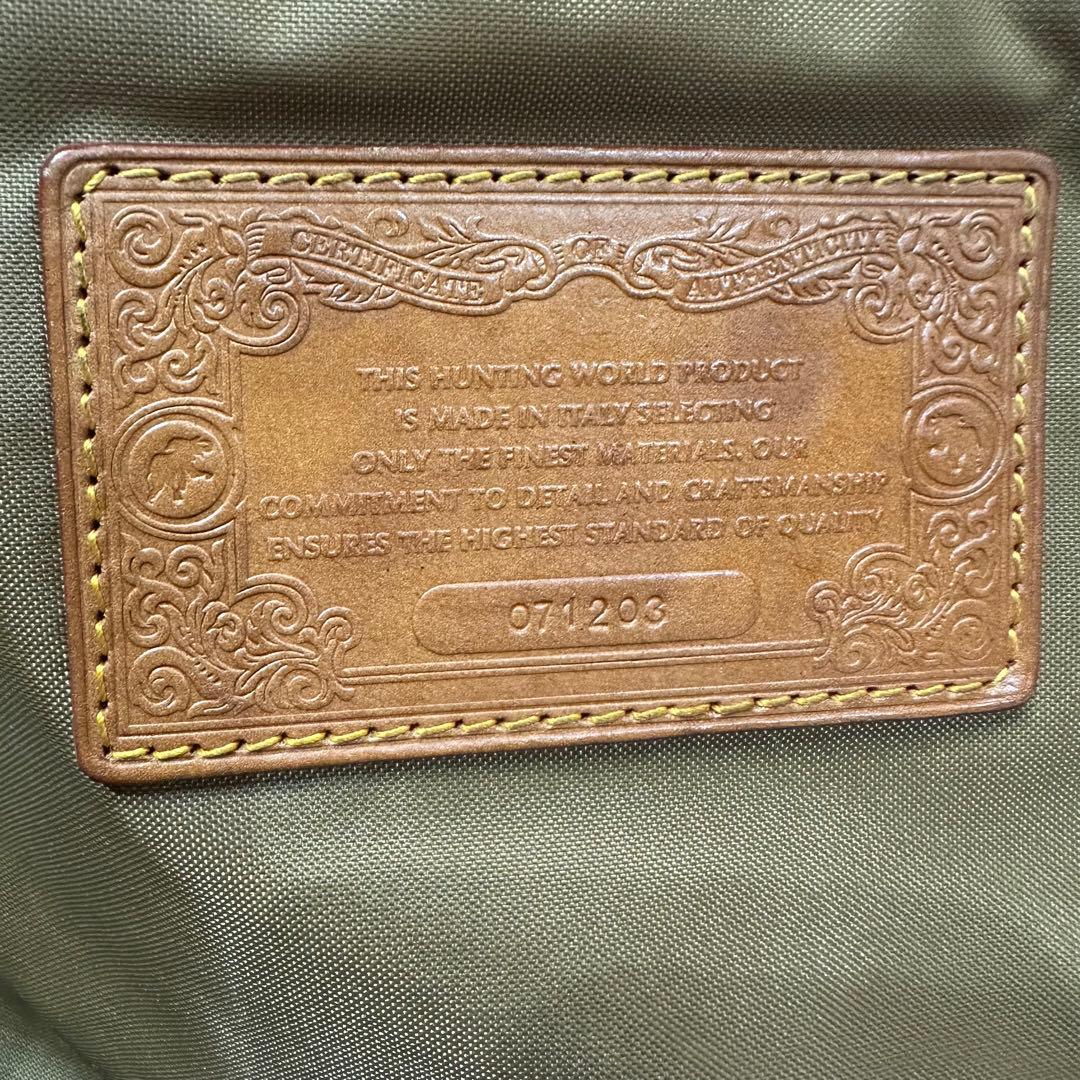 CERTIFICATE OF AUTHENTICITY
THIS HUNTING WORLD PRODUCT
IS MADE IN ITALY SELECTING
ONLY THE FINEST MATERIALS. OUR
COMMITMENT TO DETAIL AND CRAFTSMANSHIP
ENSURES THE HIGHEST STANDARD OF QUALITY
071203